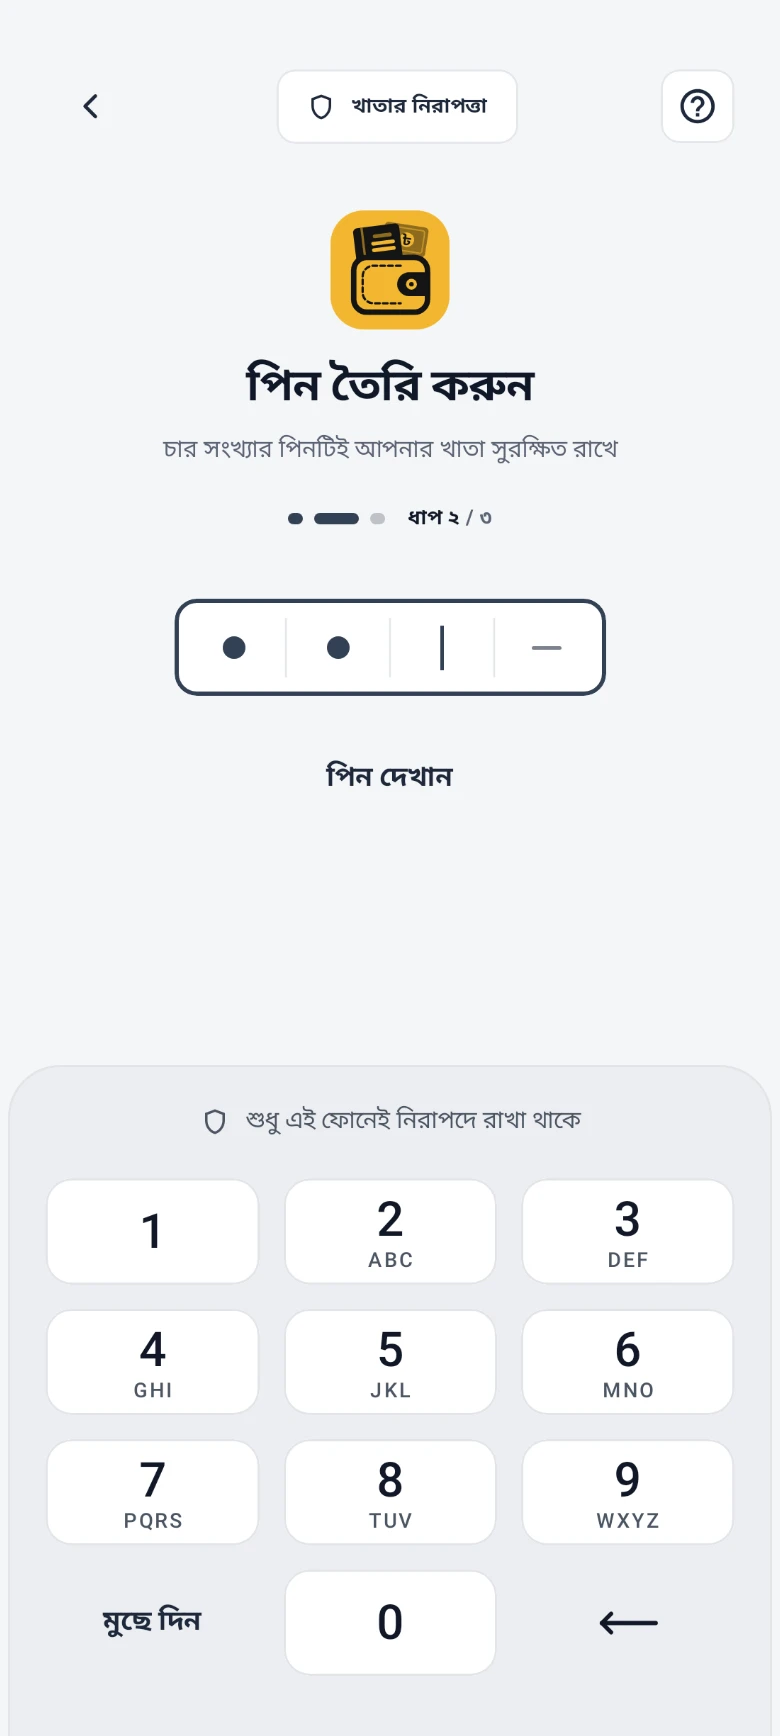 খাতার নিরাপত্তা
৳
পিন তৈরি করুন
চার সংখ্যার পিনটিই আপনার খাতা সুরক্ষিত রাখে
ধাপ ২ / ৩
পিন দেখান
শুধু এই ফোনেই নিরাপদে রাখা থাকে
1
2
3
ABC
DEF
4
5
6
GHI
JKL
MNO
7
8
9
PQRS
TUV
WXYZ
মুছে দিন
0